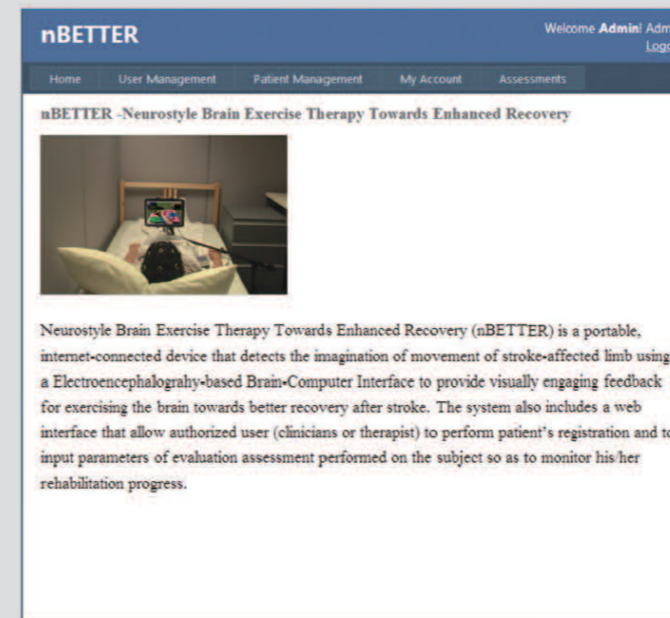 nBETTER
Welcome Admin! Adm
Logo
Home User Management Patient Management My Account Assessments
nBETTER -Neurostyle Brain Exercise Therapy Towards Enhanced Recovery
Neurostyle Brain Exercise Therapy Towards Enhanced Recovery (nBETTER) is a portable,
internet-connected device that detects the imagination of movement of stroke-affected limb using
a Electroencephalograhy-based Brain-Computer Interface to provide visually engaging feedback
for exercising the brain towards better recovery after stroke. The system also includes a web
interface that allow authorized user (clinicians or therapist) to perform patient's registration and to
input parameters of evaluation assessment performed on the subject so as to monitor his/her
rehabilitation progress.